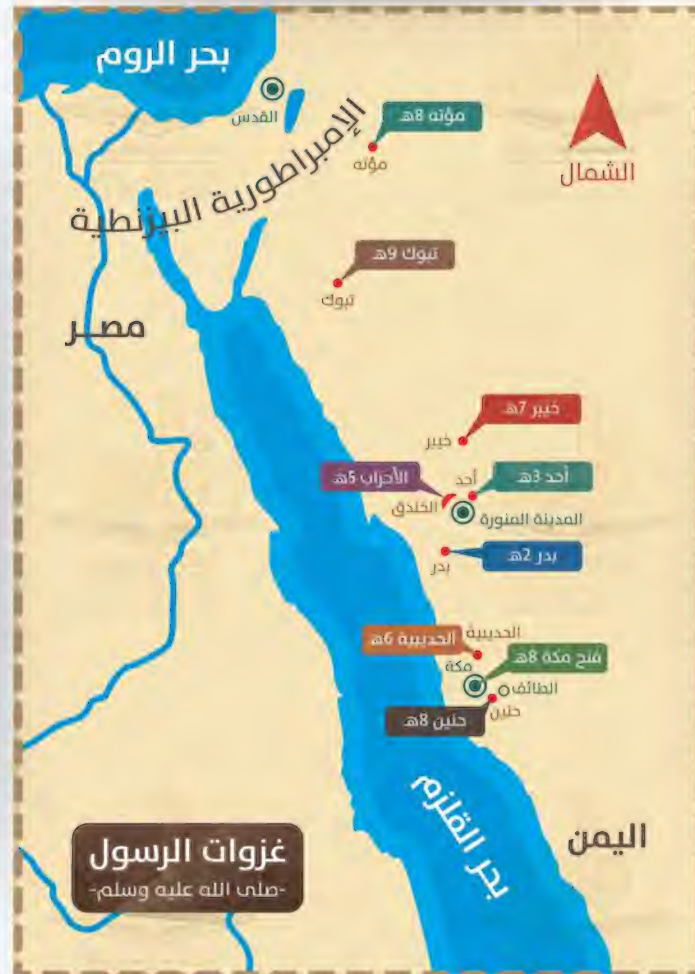 بحر الروم
القدس
الإمبراطورية البيزنطية
مؤته 8هـ
مؤته
الشمال
تبوك 9هـ
تبوك
مصـر
خيبر 7هـ
خيبر
أحد 3هـ
أحد
الأحزاب 5هـ
الخندق
المدينة المنورة
بدر 2هـ
بدر
الحديبية
الحديبية 6هـ
فتح مكة 8هـ
مكة
الطائف
حنين
حنين 8هـ
بحر القلزم
اليمن
غزوات الرسول
-صلى الله عليه وسلم-